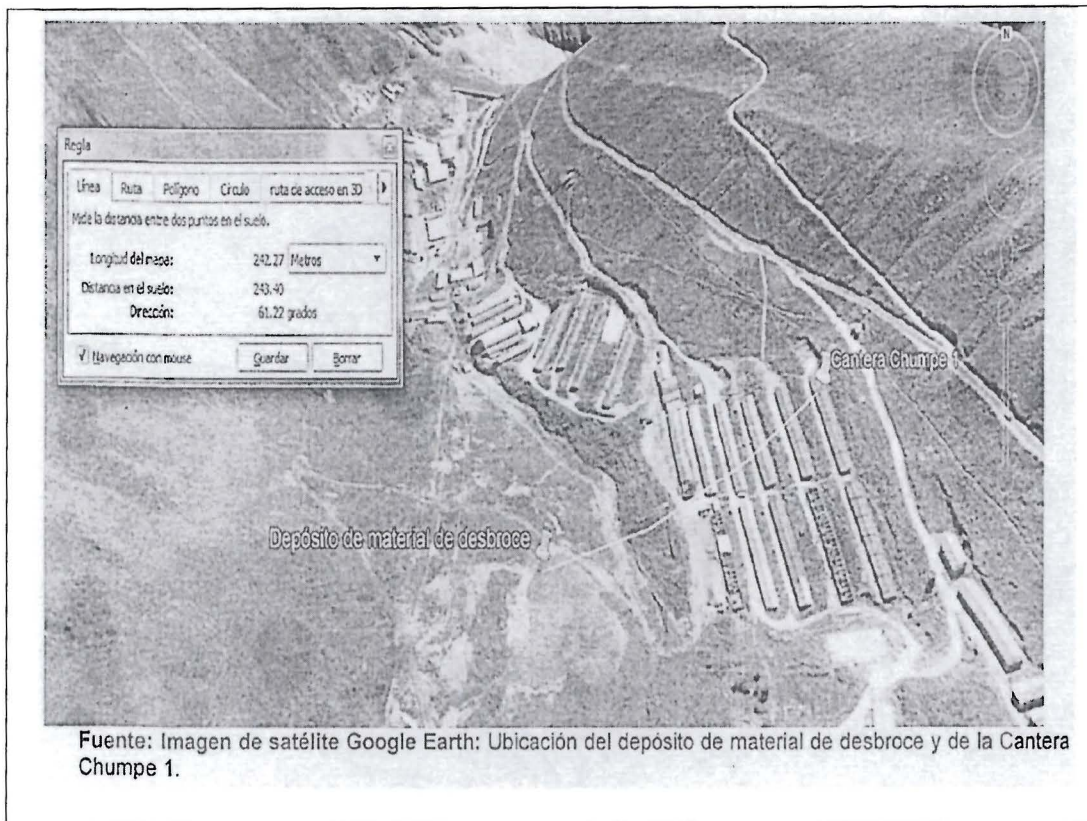 N
Regla
Línea Ruta Polígono Círculo ruta de acceso en 3D
Mide la distancia entre dos puntos en el suelo.
Longitud del mapa: 242.27 Metros
Distancia en el suelo: 243.40
Dirección: 61.22 grados
Navegación con mouse Guardar Borrar
Cantera Chumpe 1
Depósito de material de desbroce
Fuente: Imagen de satélite Google Earth: Ubicación del depósito de material de desbroce y de la Cantera
Chumpe 1.